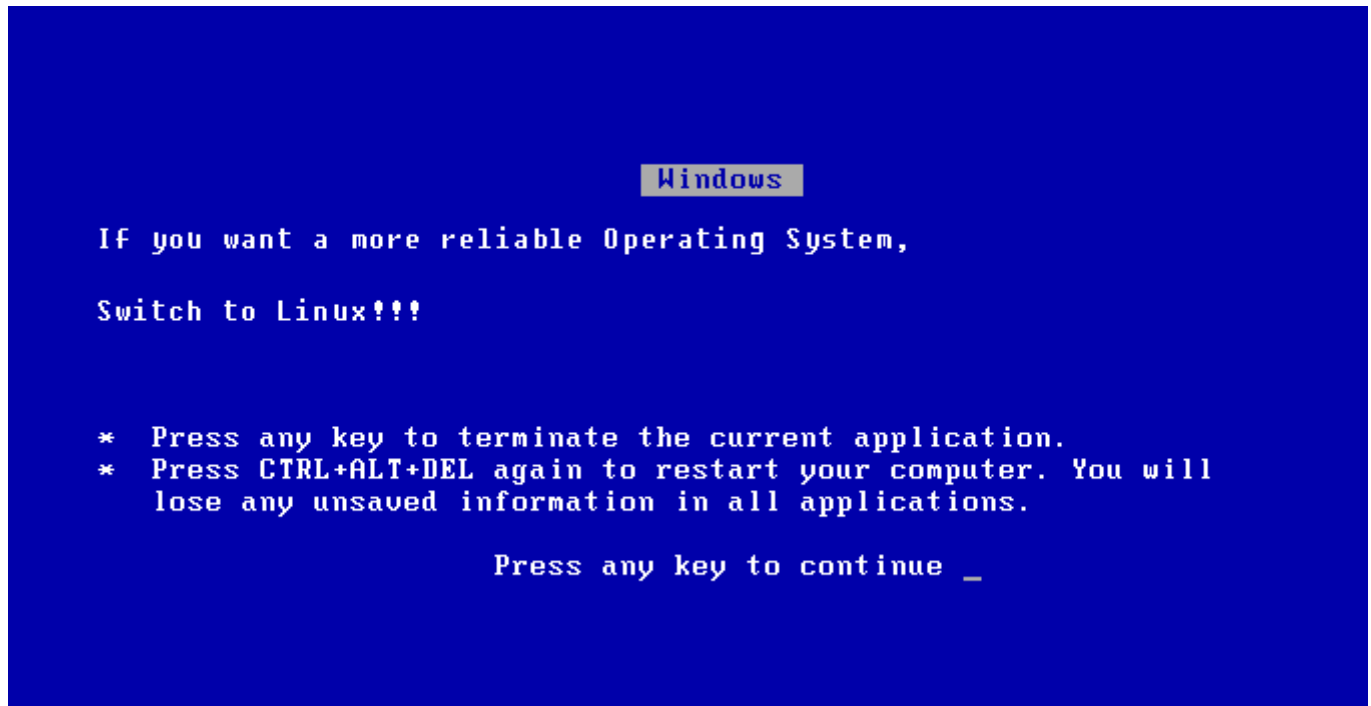 Windows
If you want a more reliable Operating System,
Switch to Linux!!!
* Press any key to terminate the current application.
* Press CTRL+ALT+DEL again to restart your computer. You will
lose any unsaved information in all applications.
Press any key to continue _